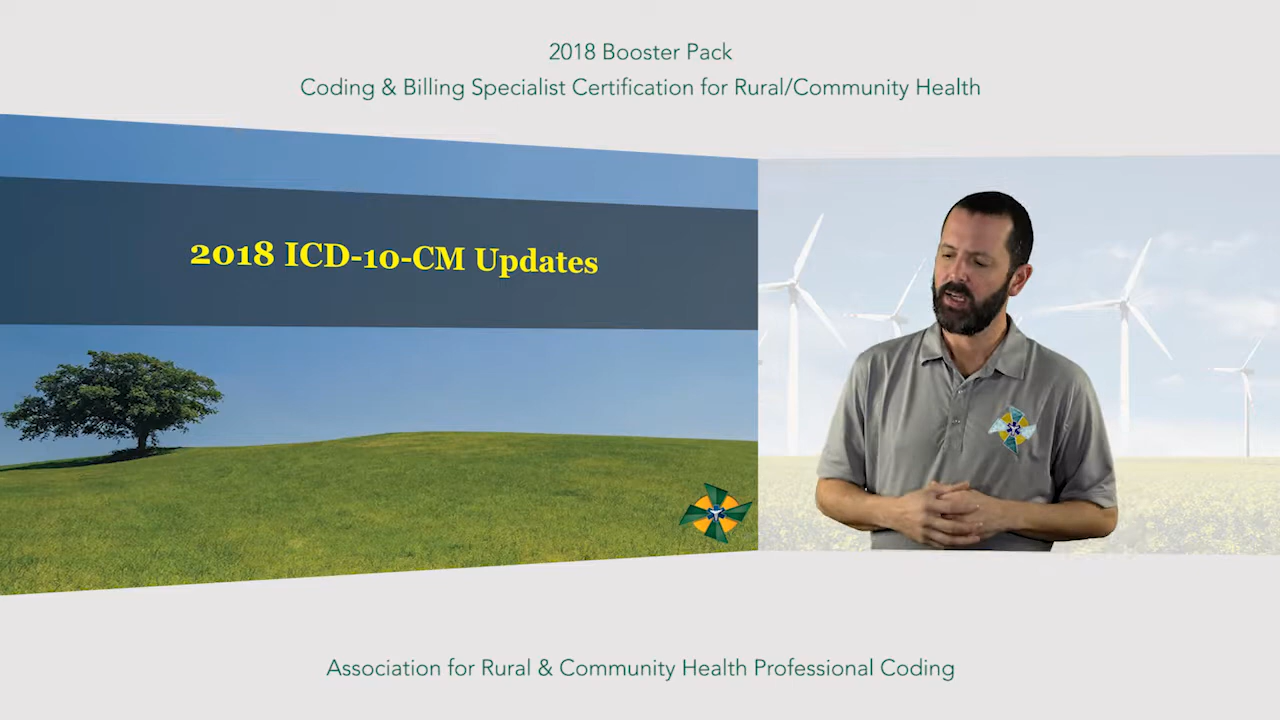 2018 Booster Pack
Coding & Billing Specialist Certification for Rural/Community Health
2018 ICD-10-CM Updates
Association for Rural & Community Health Professional Coding